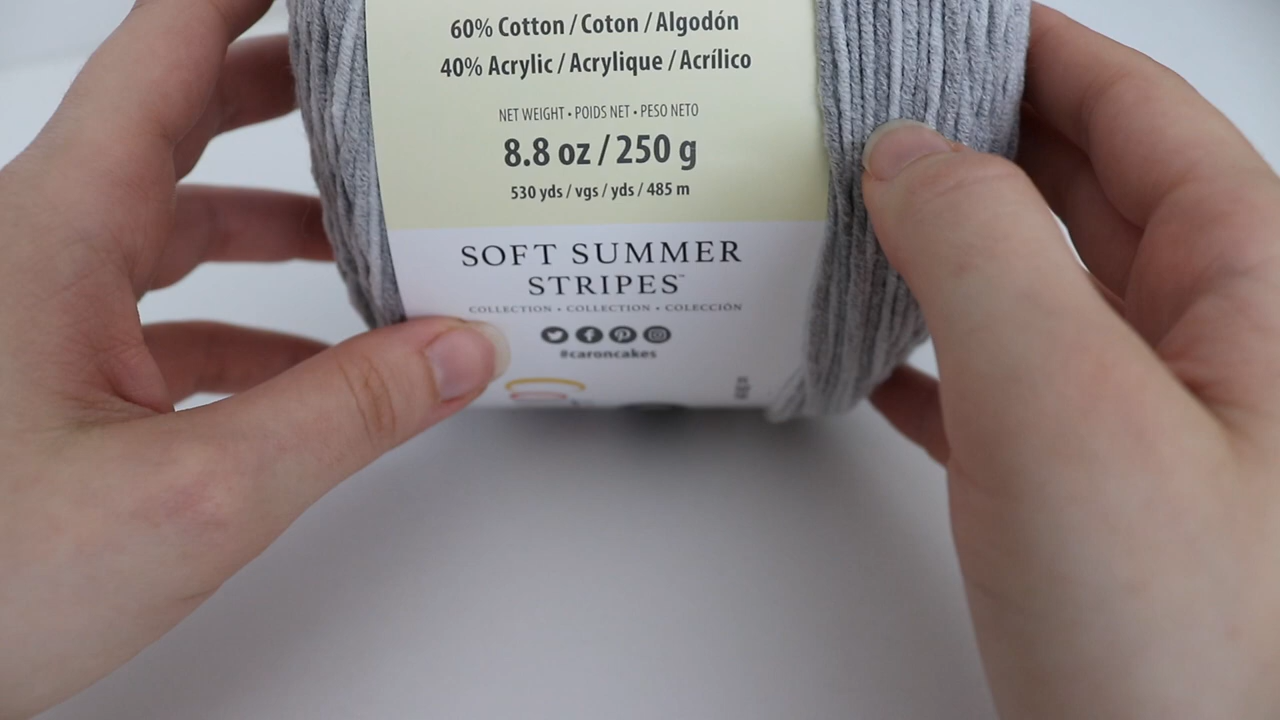 60% Cotton / Coton / Algodón
40% Acrylic / Acrylique / Acrílico
NET WEIGHT • POIDS NET • PESO NETO
8.8 oz / 250 g
530 yds / vgs / yds / 485 m
SOFT SUMMER
STRIPES™
COLLECTION • COLLECTION • COLECCIÓN
#caroncakes